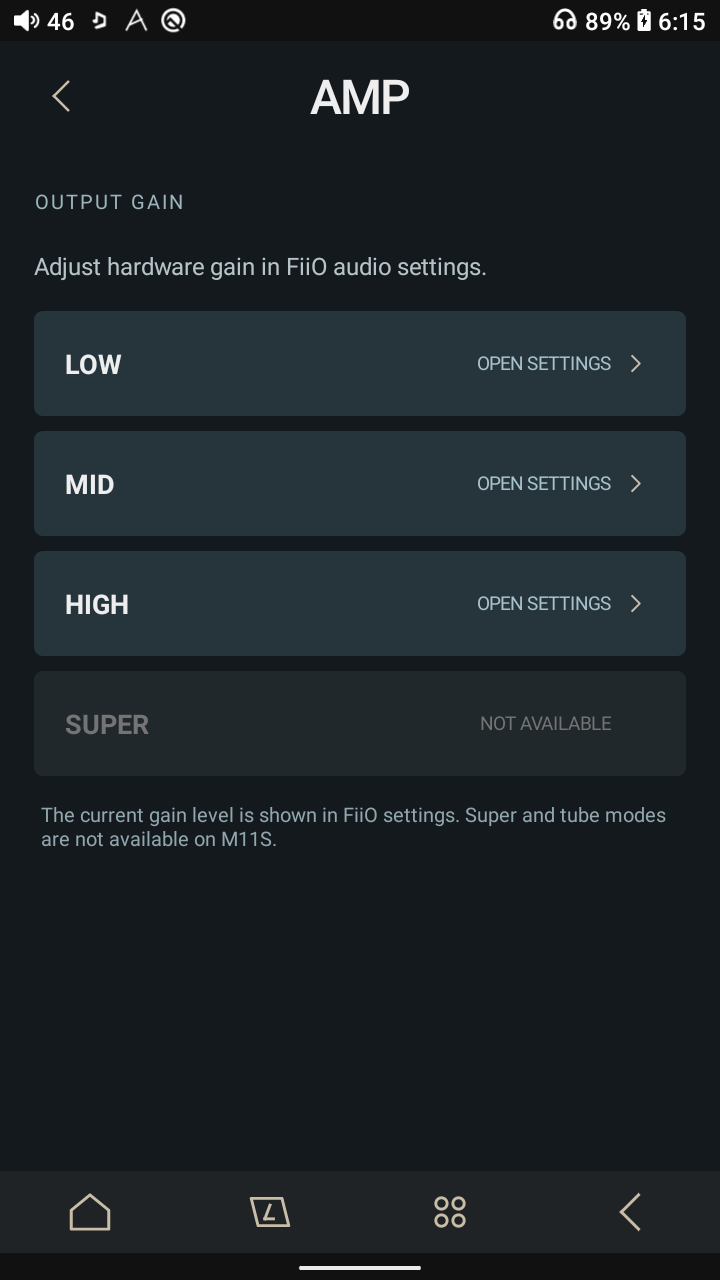 46 89% 6:15
AMP
OUTPUT GAIN
Adjust hardware gain in FiiO audio settings.
LOW OPEN SETTINGS
MID OPEN SETTINGS
HIGH OPEN SETTINGS
SUPER NOT AVAILABLE
The current gain level is shown in FiiO settings. Super and tube modes
are not available on M11S.